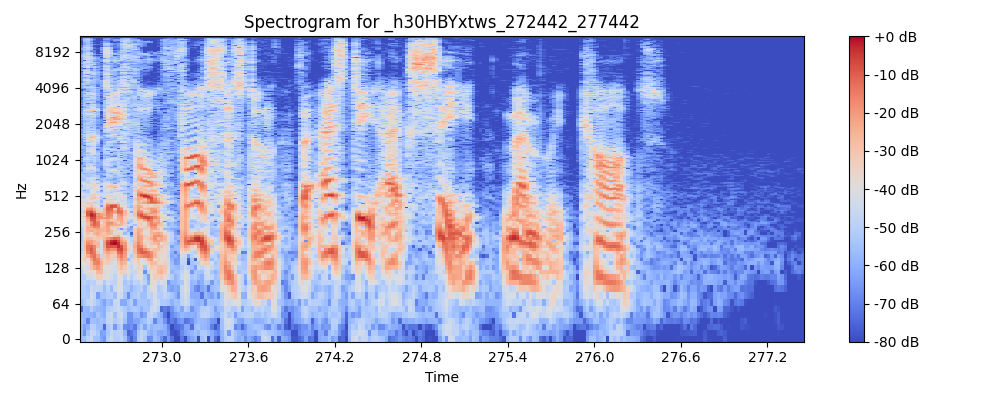 Spectrogram for _h30HBYxtws_272442_277442
+0 dB
-10 dB
-20 dB
-30 dB
-40 dB
-50 dB
-60 dB
-70 dB
-80 dB
Hz
8192
4096
2048
1024
512
256
128
64
0
273.0 273.6 274.2 274.8 275.4 276.0 276.6 277.2
Time